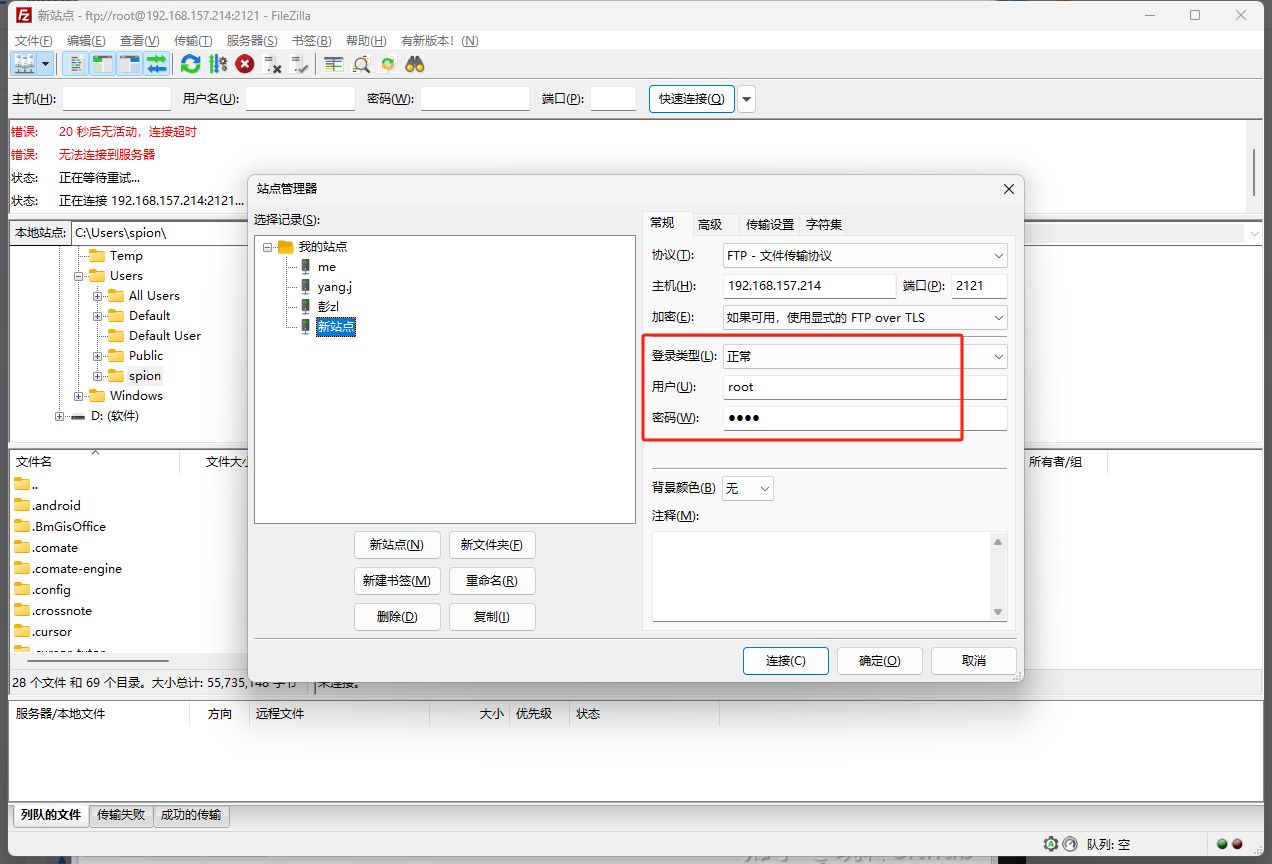 新站点 - ftp://root@192.168.157.214:2121 - FileZilla
文件(F) 编辑(E) 查看(V) 传输(T) 服务器(S) 书签(B) 帮助(H) 有新版本! (N)
主机(H): 用户名(U): 密码(W): 端口(P): 快速连接(Q)
错误: 20 秒后无活动，连接超时
错误: 无法连接到服务器
状态: 正在等待重试...
状态: 正在连接 192.168.157.214:2121...
本地站点: C:\Users\spion\
Temp
Users
All Users
Default
Default User
Public
spion
Windows
D: (软件)
文件名 文件大小
..
.android
.BmGisOffice
.comate
.comate-engine
.config
.crossnote
.cursor
.cursor-tutor
28 个文件 和 69 个目录。大小总计: 55,735,148 字节
未连接。
所有者/组
站点管理器
选择记录(S):
我的站点
me
yang.j
彭zl
新站点
新站点(N) 新文件夹(F)
新建书签(M) 重命名(R)
删除(D) 复制(I)
常规 高级 传输设置 字符集
协议(T): FTP - 文件传输协议
主机(H): 192.168.157.214 端口(P): 2121
加密(E): 如果可用，使用显式的 FTP over TLS
登录类型(L): 正常
用户(U): root
密码(W): ●●●●
背景颜色(B) 无
注释(M):
连接(C) 确定(O) 取消
服务器/本地文件 方向 远程文件 大小 优先级 状态
列队的文件 传输失败 成功的传输
队列: 空